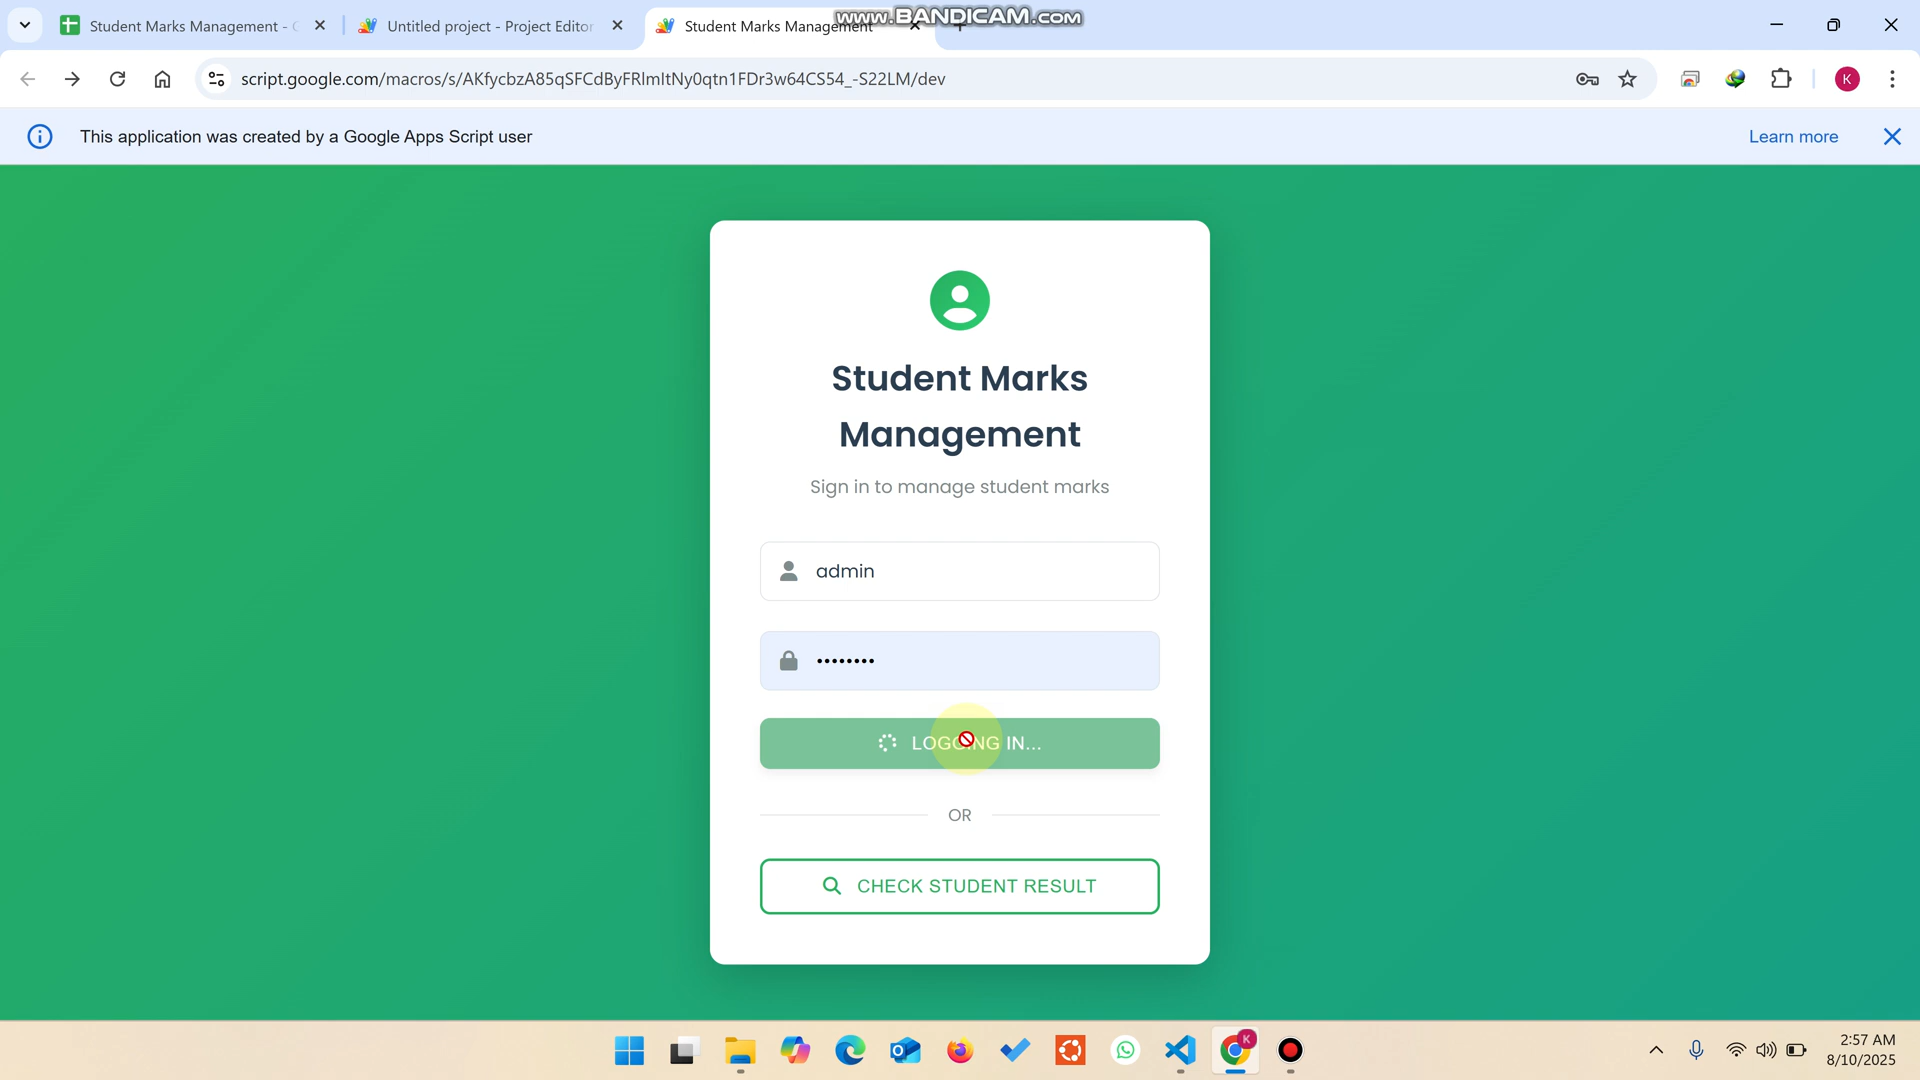 Student Marks Management -
Untitled project - Project Editor
Student Marks Management
www.BANDICAM.com
script.google.com/macros/s/AKfycbzA85qSFCdByFRlmItNy0qtn1FDr3w64CS54_-S22LM/dev
K
This application was created by a Google Apps Script user
Learn more
Student Marks
Management
Sign in to manage student marks
admin
••••••••
LOGGING IN...
OR
CHECK STUDENT RESULT
K
2:57 AM
8/10/2025